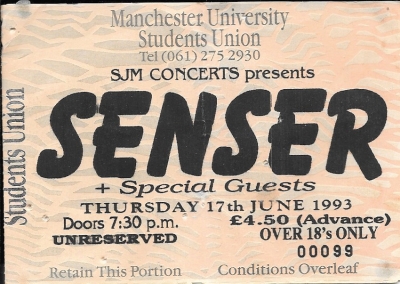 Manchester University
Students Union
Tel (061) 275 2930
SJM CONCERTS presents
SENSER
+ Special Guests
THURSDAY 17th JUNE 1993
Doors 7:30 p.m.
£4.50 (Advance)
UNRESERVED
OVER 18's ONLY
00099
Retain This Portion
Conditions Overleaf
Students Union